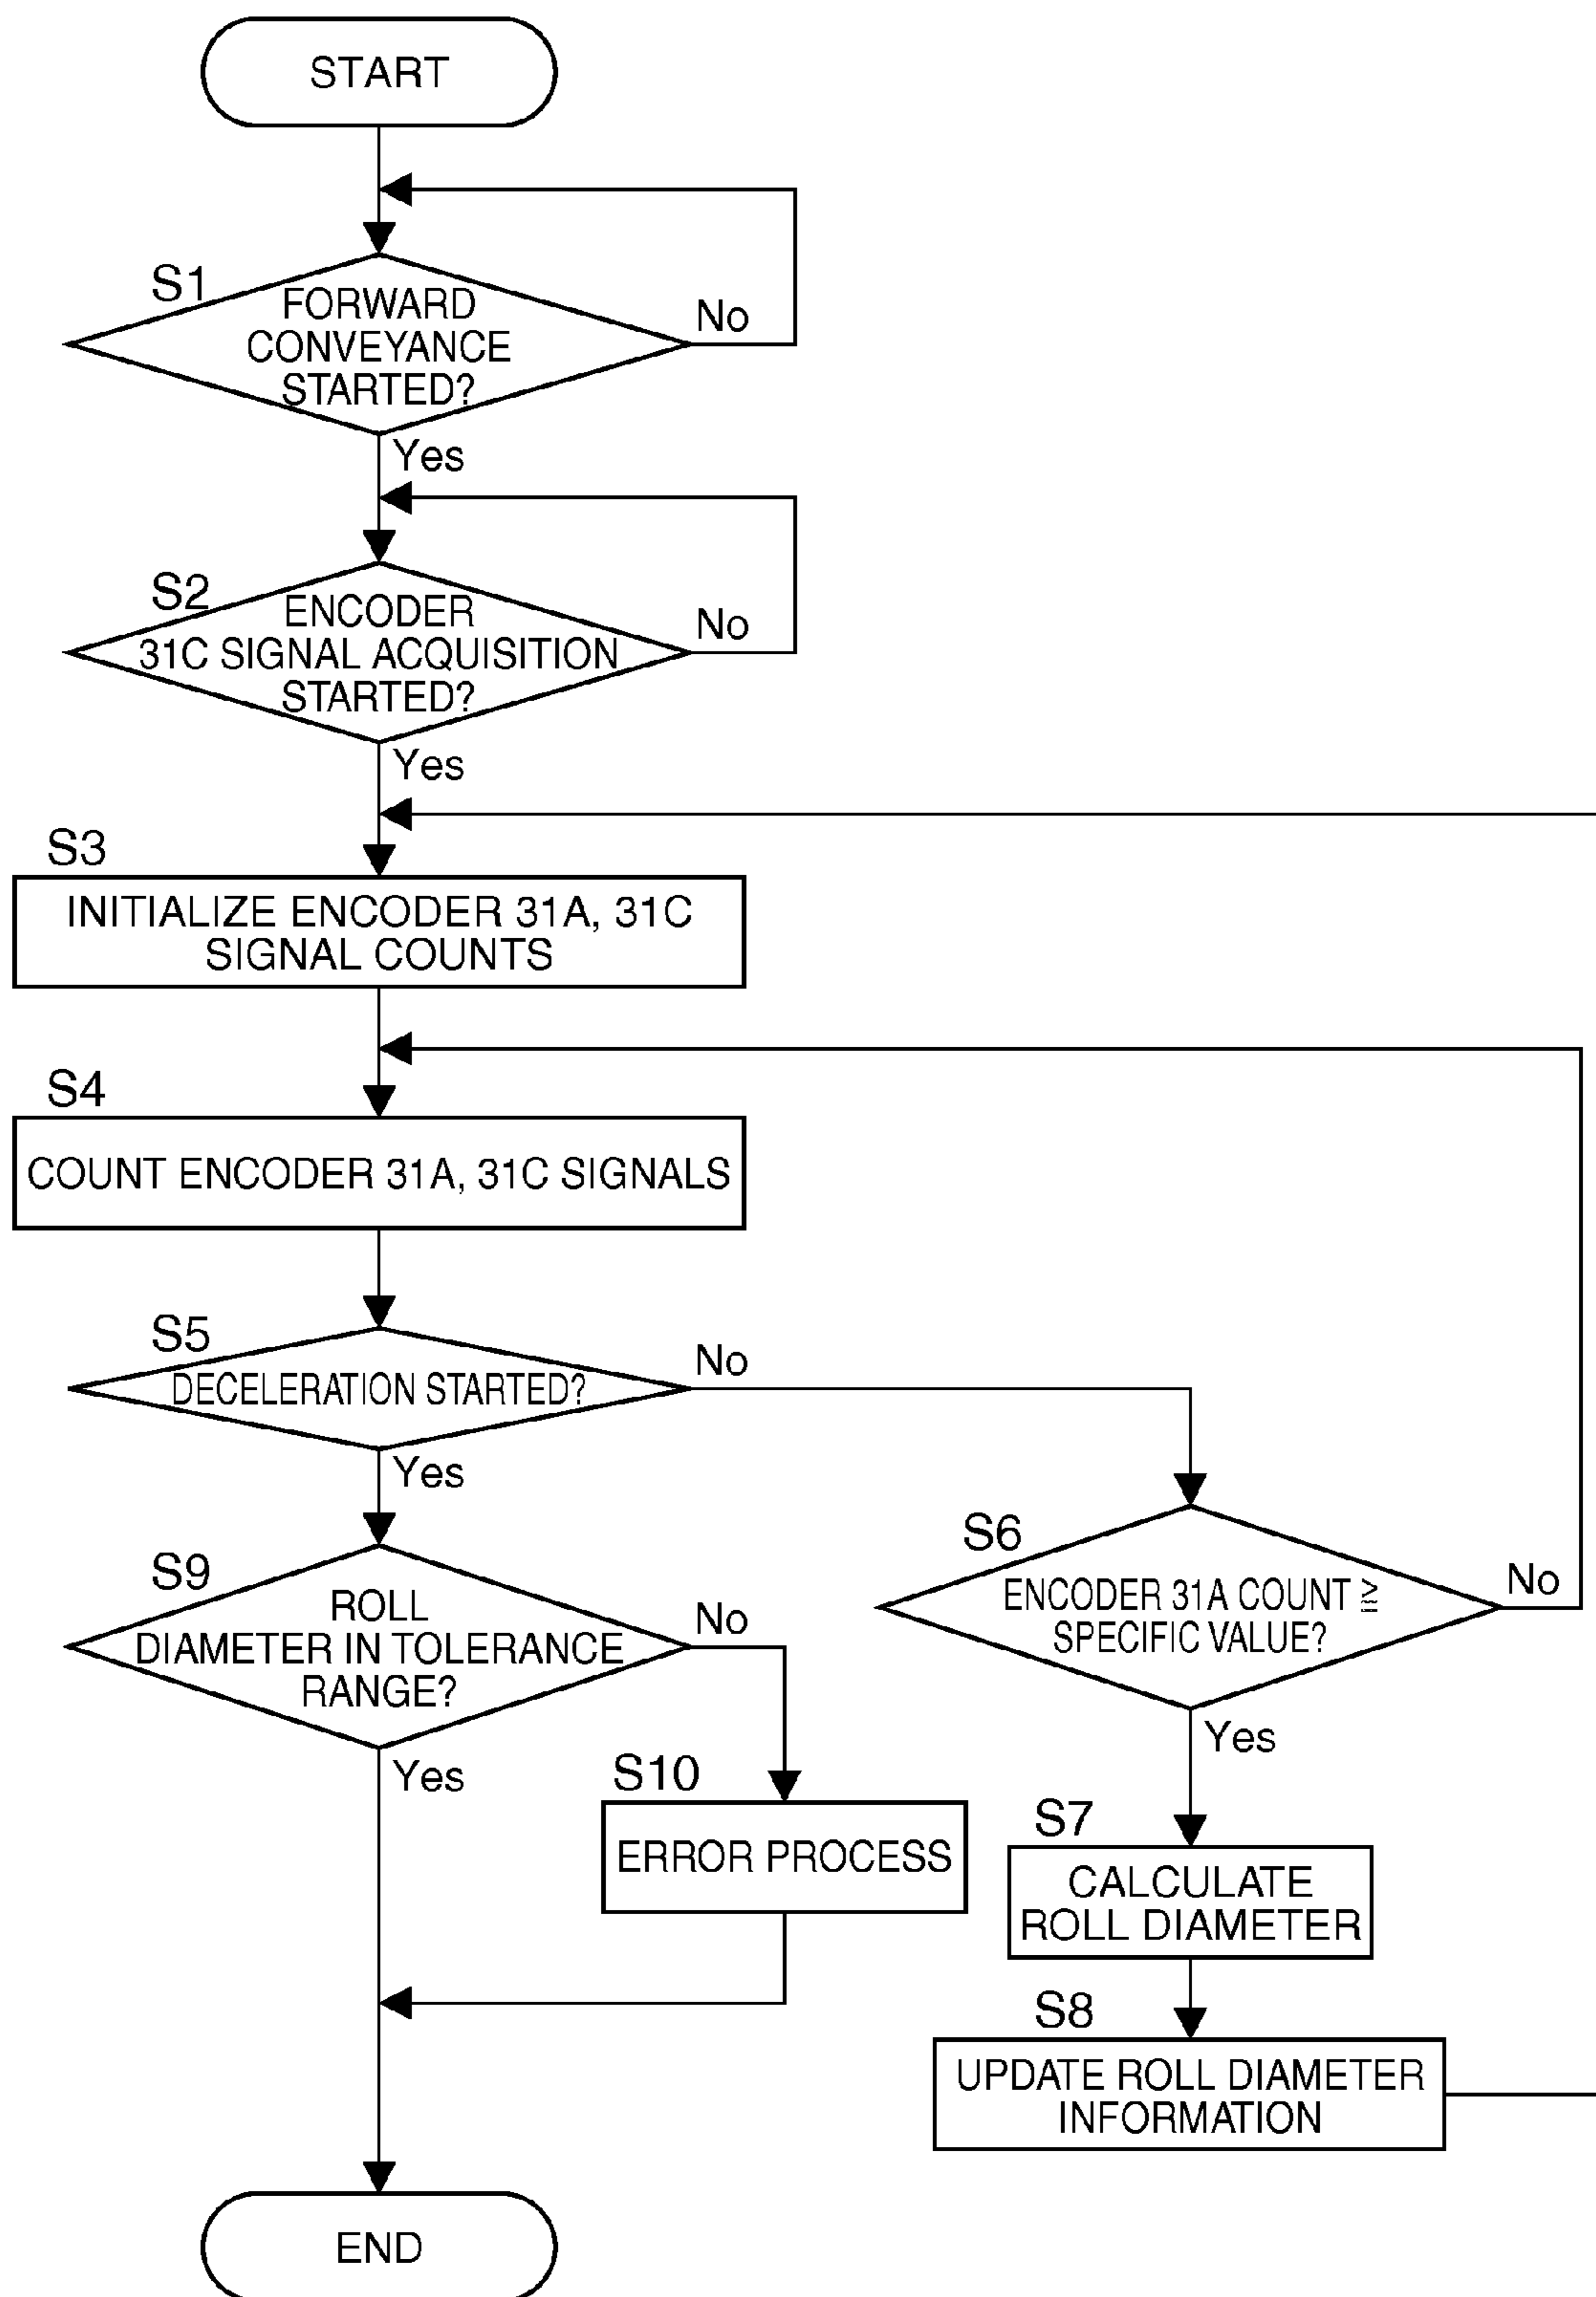 START
S1
FORWARD
CONVEYANCE
STARTED?
No
Yes
S2
ENCODER
31C SIGNAL ACQUISITION
STARTED?
No
Yes
S3
INITIALIZE ENCODER 31A, 31C
SIGNAL COUNTS
S4
COUNT ENCODER 31A, 31C SIGNALS
S5
DECELERATION STARTED?
No
Yes
S6
ENCODER 31A COUNT ≧
SPECIFIC VALUE?
No
Yes
S9
ROLL
DIAMETER IN TOLERANCE
RANGE?
No
Yes
S10
ERROR PROCESS
S7
CALCULATE
ROLL DIAMETER
S8
UPDATE ROLL DIAMETER
INFORMATION
END